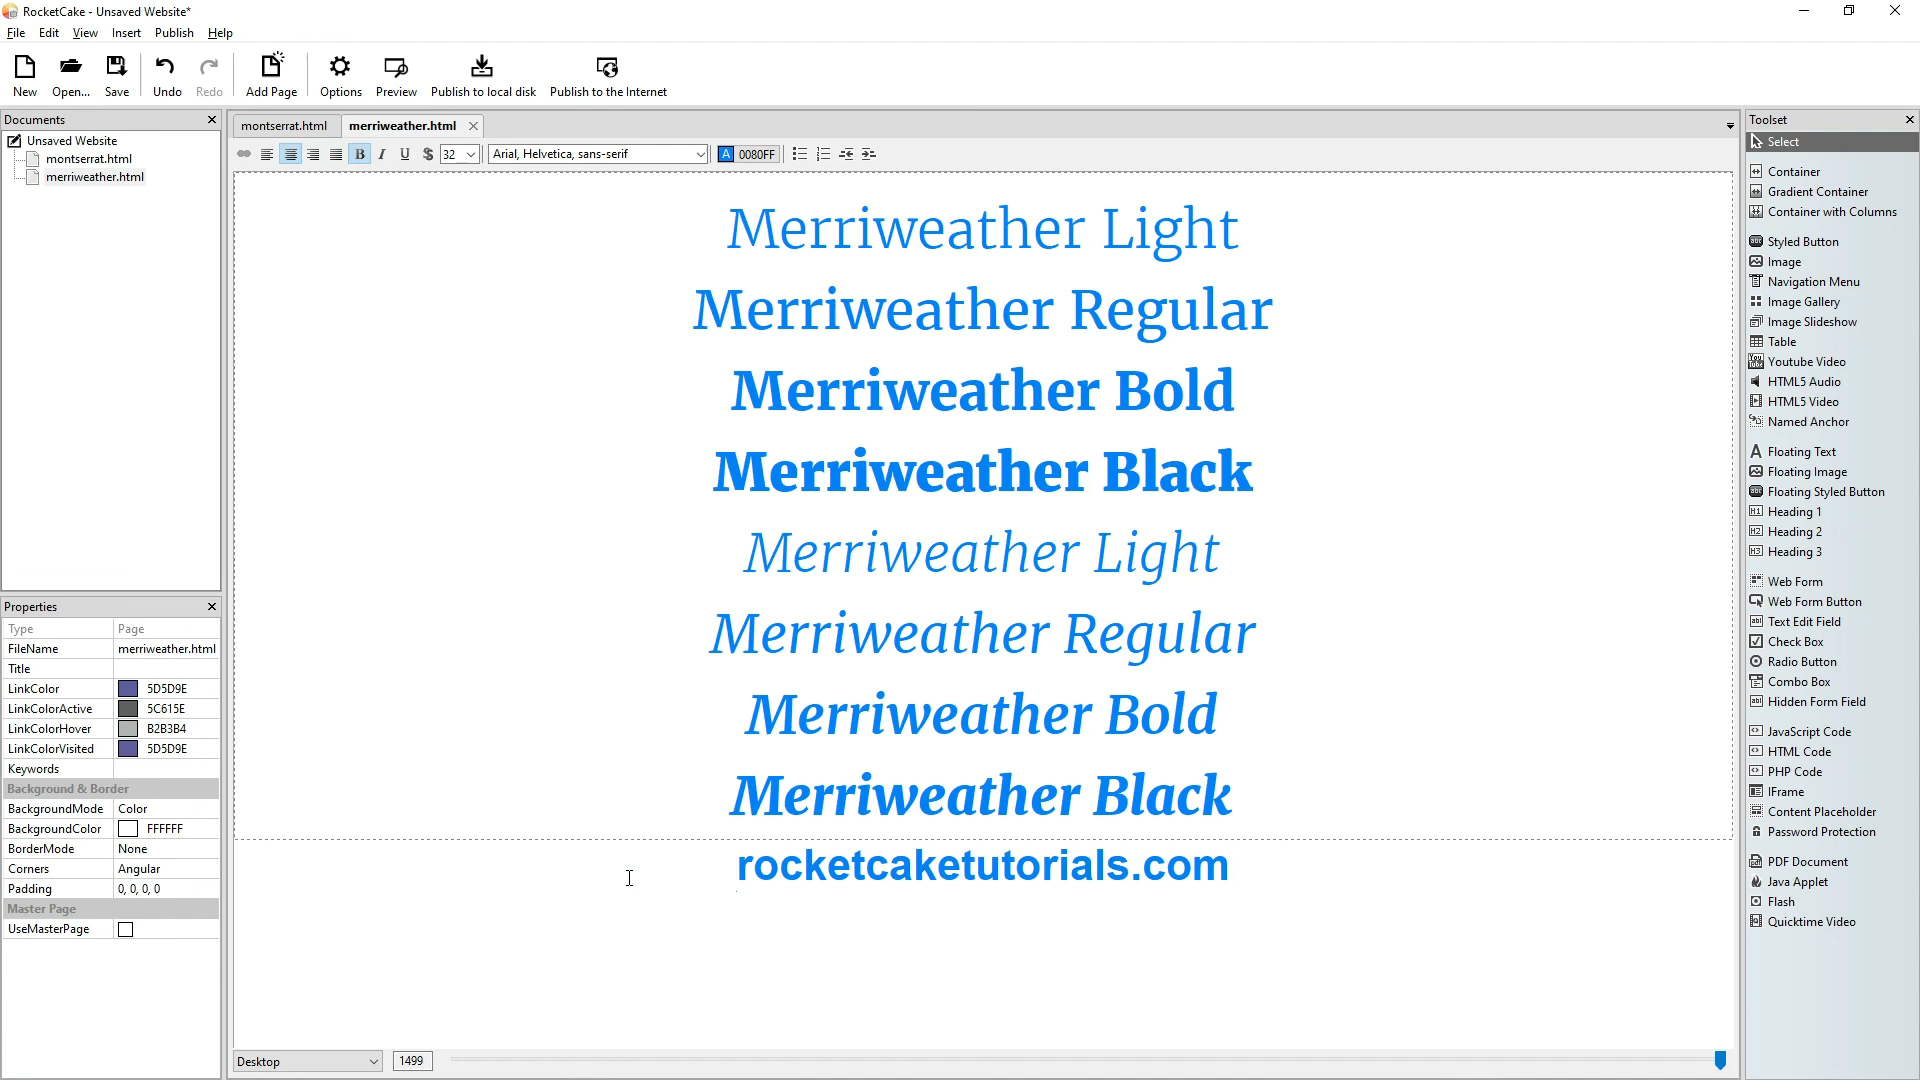 RocketCake - Unsaved Website*
File Edit View Insert Publish Help
New Open... Save Undo Redo Add Page Options Preview Publish to local disk Publish to the Internet
Documents
Unsaved Website
montserrat.html
merriweather.html
Properties
Type Page
FileName merriweather.html
Title
LinkColor 5D5D9E
LinkColorActive 5C615E
LinkColorHover B2B3B4
LinkColorVisited 5D5D9E
Keywords
Background & Border
BackgroundMode Color
BackgroundColor FFFFFF
BorderMode None
Corners Angular
Padding 0, 0, 0, 0
Master Page
UseMasterPage
montserrat.html merriweather.html
B I U $ 32 Arial, Helvetica, sans-serif A 0080FF
Merriweather Light
Merriweather Regular
Merriweather Bold
Merriweather Black
Merriweather Light
Merriweather Regular
Merriweather Bold
Merriweather Black
rocketcaketutorials.com
Desktop 1499
Toolset
Select
Container
Gradient Container
Container with Columns
Styled Button
Image
Navigation Menu
Image Gallery
Image Slideshow
Table
Youtube Video
HTML5 Audio
HTML5 Video
Named Anchor
A Floating Text
Floating Image
Floating Styled Button
H1 Heading 1
H2 Heading 2
H3 Heading 3
Web Form
Web Form Button
Text Edit Field
Check Box
Radio Button
Combo Box
Hidden Form Field
JavaScript Code
HTML Code
PHP Code
IFrame
Content Placeholder
Password Protection
PDF Document
Java Applet
Flash
Quicktime Video